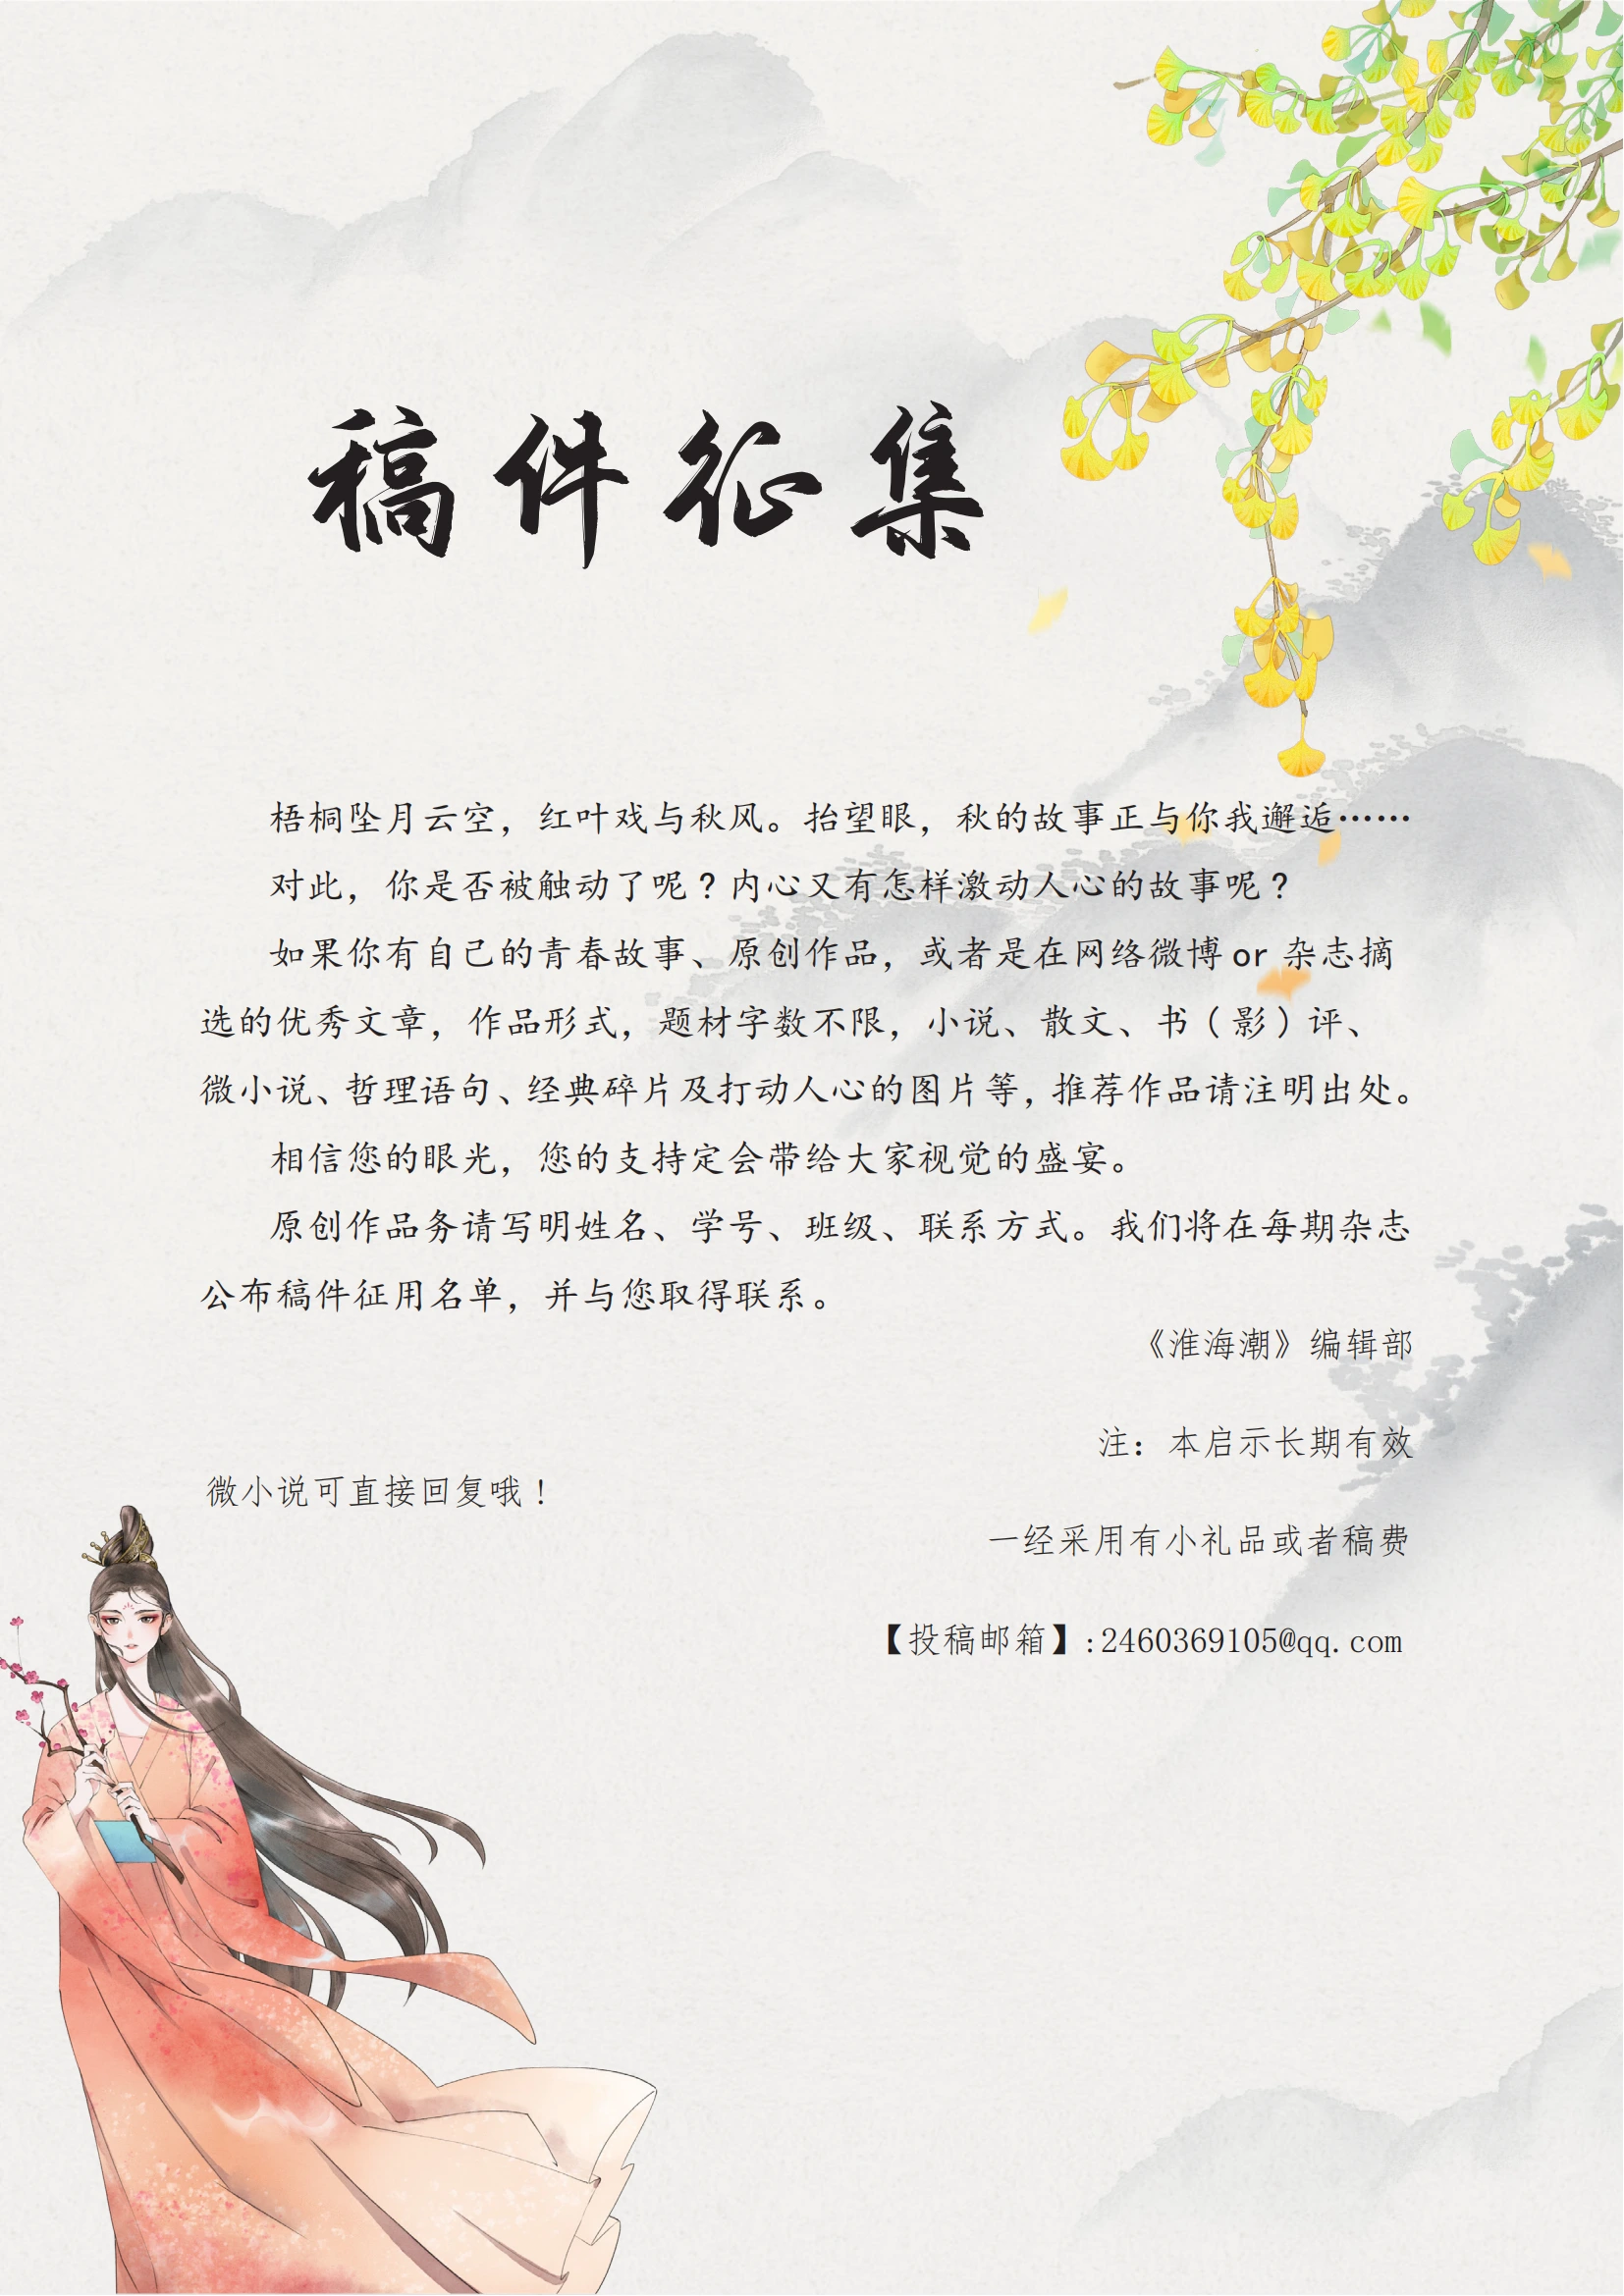 稿件征集
梧桐坠月云空，红叶戏与秋风。抬望眼，秋的故事正与你我邂逅……
对此，你是否被触动了呢？内心又有怎样激动人心的故事呢？
如果你有自己的青春故事、原创作品，或者是在网络微博 or 杂志摘
选的优秀文章，作品形式，题材字数不限，小说、散文、书（影）评、
微小说、哲理语句、经典碎片及打动人心的图片等，推荐作品请注明出处。
相信您的眼光，您的支持定会带给大家视觉的盛宴。
原创作品务请写明姓名、学号、班级、联系方式。我们将在每期杂志
公布稿件征用名单，并与您取得联系。
《淮海潮》编辑部
注：本启示长期有效
微小说可直接回复哦！
一经采用有小礼品或者稿费
【投稿邮箱】:2460369105@qq.com